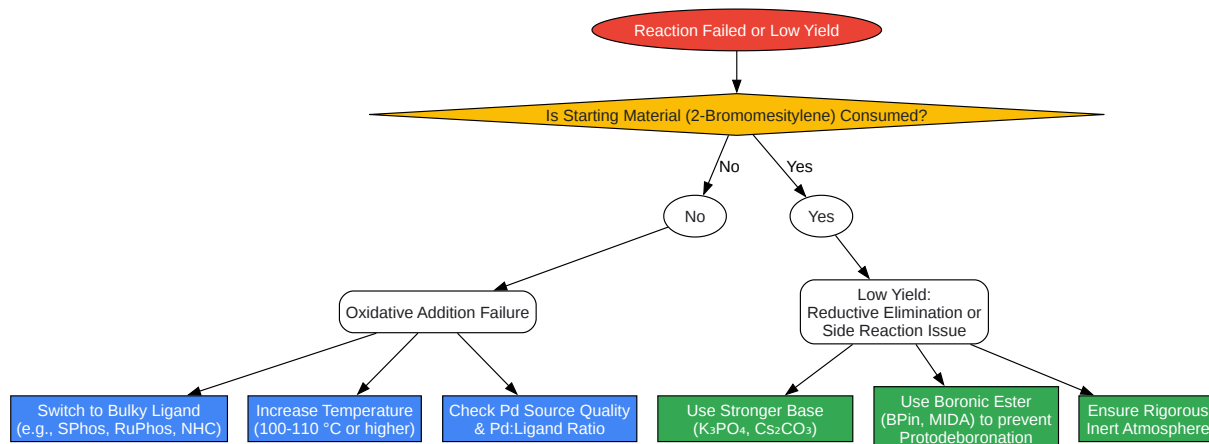 Reaction Failed or Low Yield
Is Starting Material (2-Bromomesitylene) Consumed?
No
Yes
No
Yes
Oxidative Addition Failure
Low Yield:
Reductive Elimination or
Side Reaction Issue
Switch to Bulky Ligand
(e.g., SPhos, RuPhos, NHC)
Increase Temperature
(100-110 °C or higher)
Check Pd Source Quality
& Pd:Ligand Ratio
Use Stronger Base
(K₃PO₄, Cs₂CO₃)
Use Boronic Ester
(BPin, MIDA) to prevent
Protodeboronation
Ensure Rigorous
Inert Atmosphere